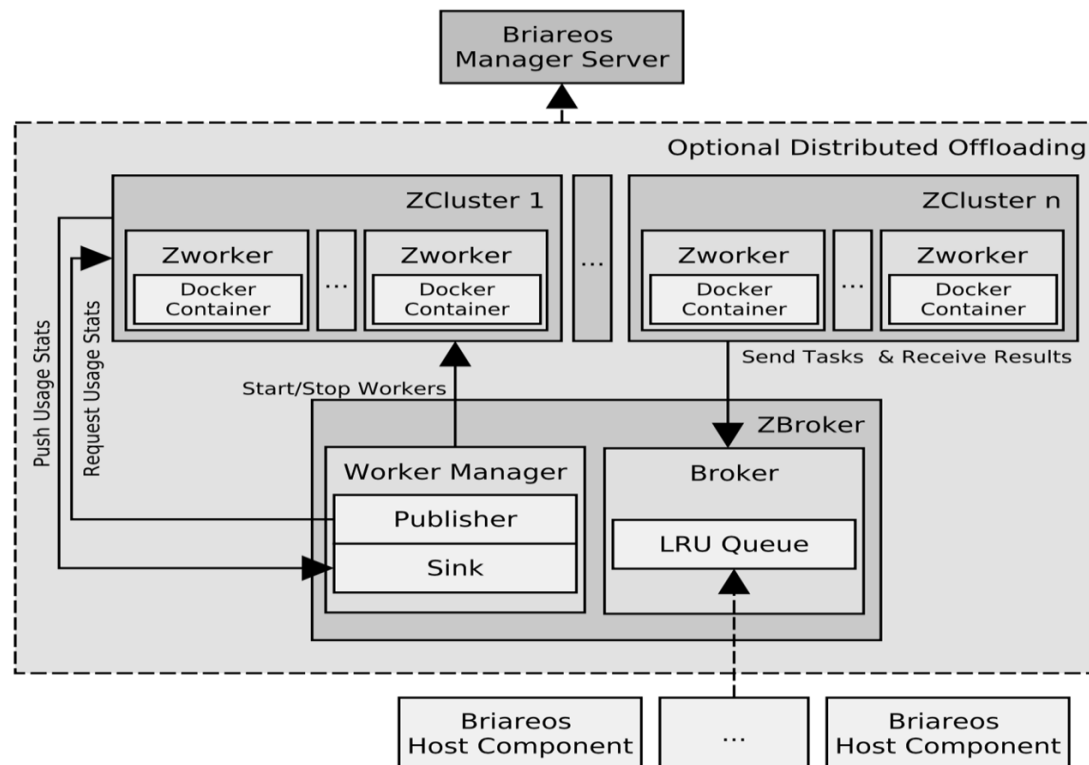 Briareos
Manager Server
Optional Distributed Offloading
ZCluster 1
Zworker
Docker
Container
...
Zworker
Docker
Container
...
ZCluster n
Zworker
Docker
Container
...
Zworker
Docker
Container
Push Usage Stats
Request Usage Stats
Start/Stop Workers
Send Tasks & Receive Results
ZBroker
Worker Manager
Publisher
Sink
Broker
LRU Queue
Briareos
Host Component
...
Briareos
Host Component